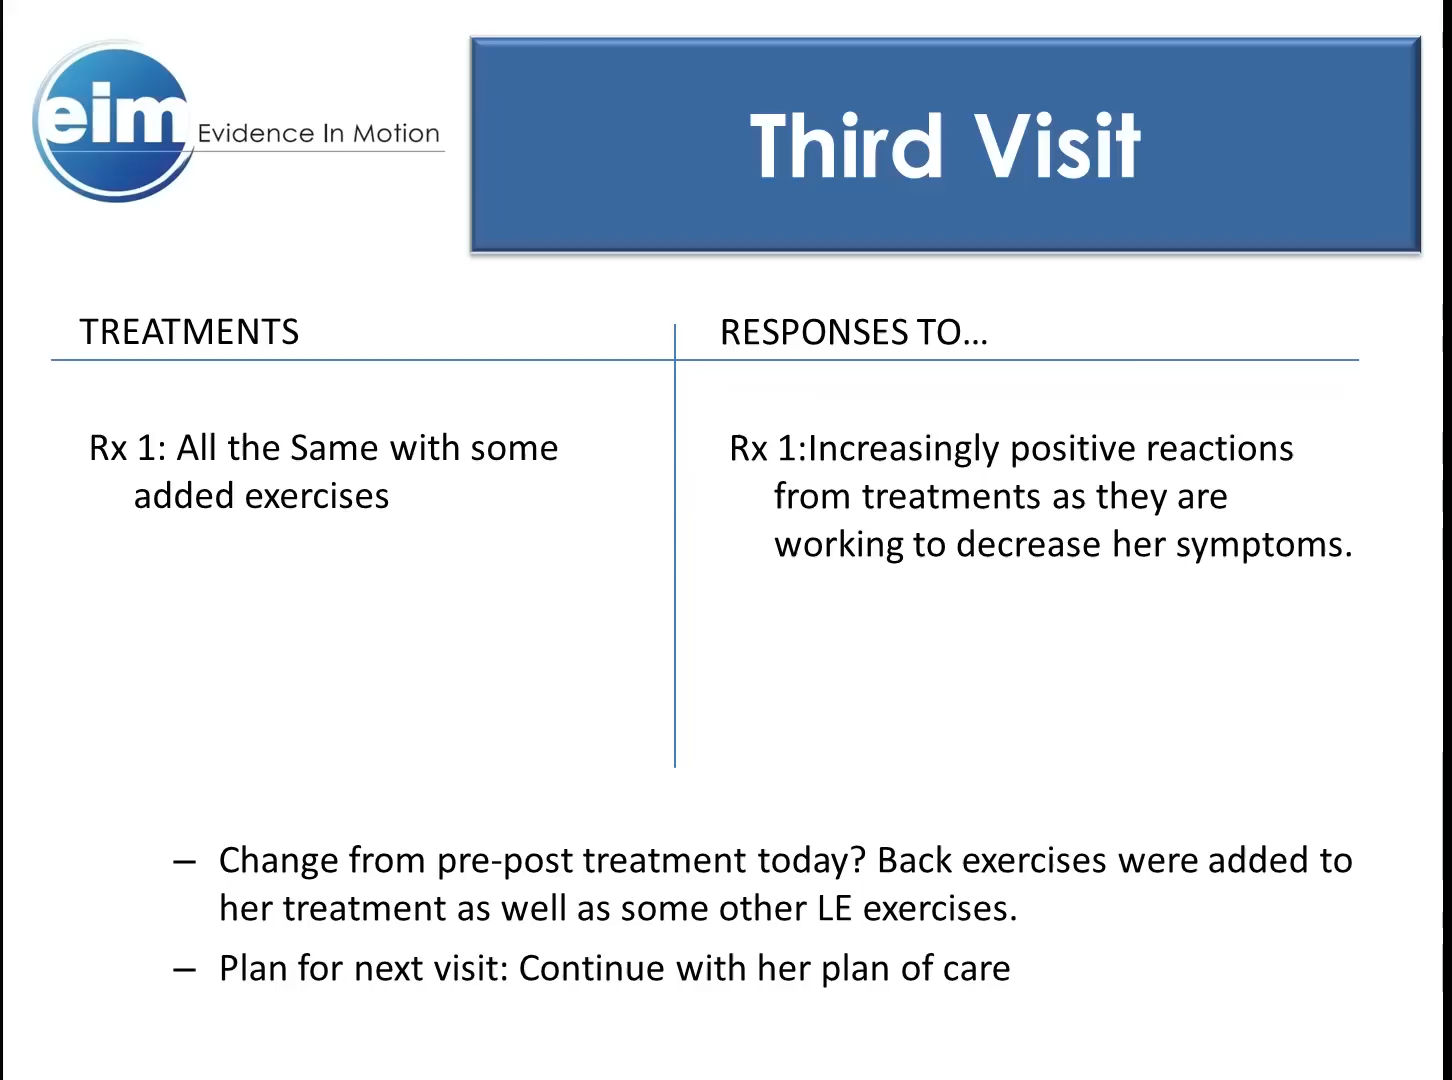 eim
Evidence In Motion
Third Visit
TREATMENTS
RESPONSES TO...
Rx 1: All the Same with some
added exercises
Rx 1:Increasingly positive reactions
from treatments as they are
working to decrease her symptoms.
– Change from pre-post treatment today? Back exercises were added to
her treatment as well as some other LE exercises.
– Plan for next visit: Continue with her plan of care